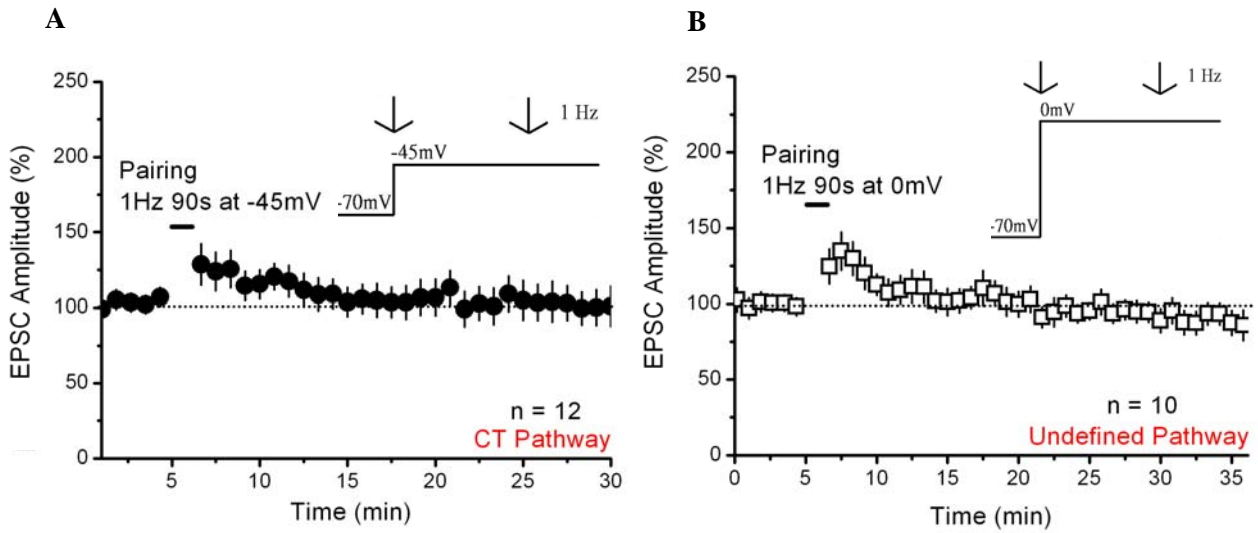 A
250
200
150
100
50
0
EPSC Amplitude (%)
Pairing
1Hz 90s at -45mV
-45mV
-70mV
1 Hz
n = 12
CT Pathway
5
10
15
20
25
30
Time (min)
B
250
200
150
100
50
0
EPSC Amplitude (%)
Pairing
1Hz 90s at 0mV
0mV
-70mV
1 Hz
n = 10
Undefined Pathway
0
5
10
15
20
25
30
35
Time (min)